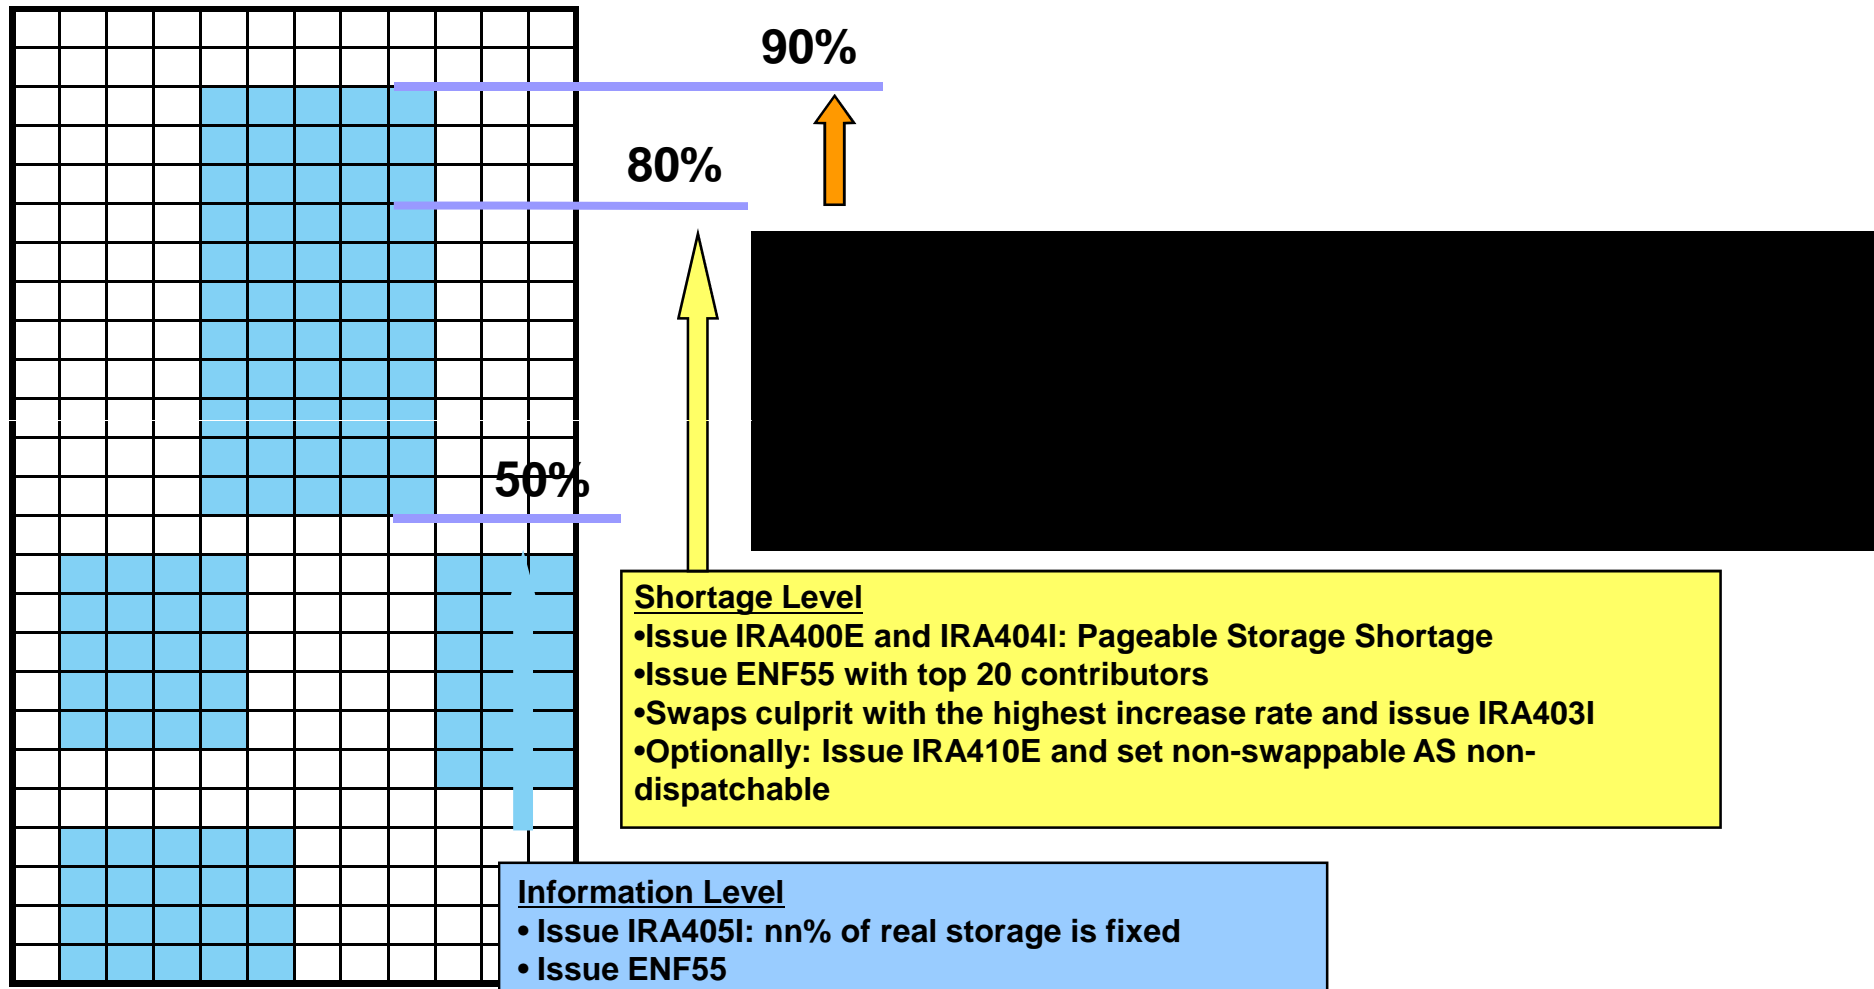 90%
80%
50%
Shortage Level
•Issue IRA400E and IRA404I: Pageable Storage Shortage
•Issue ENF55 with top 20 contributors
•Swaps culprit with the highest increase rate and issue IRA403I
•Optionally: Issue IRA410E and set non-swappable AS non-
dispatchable
Information Level
• Issue IRA405I: nn% of real storage is fixed
• Issue ENF55